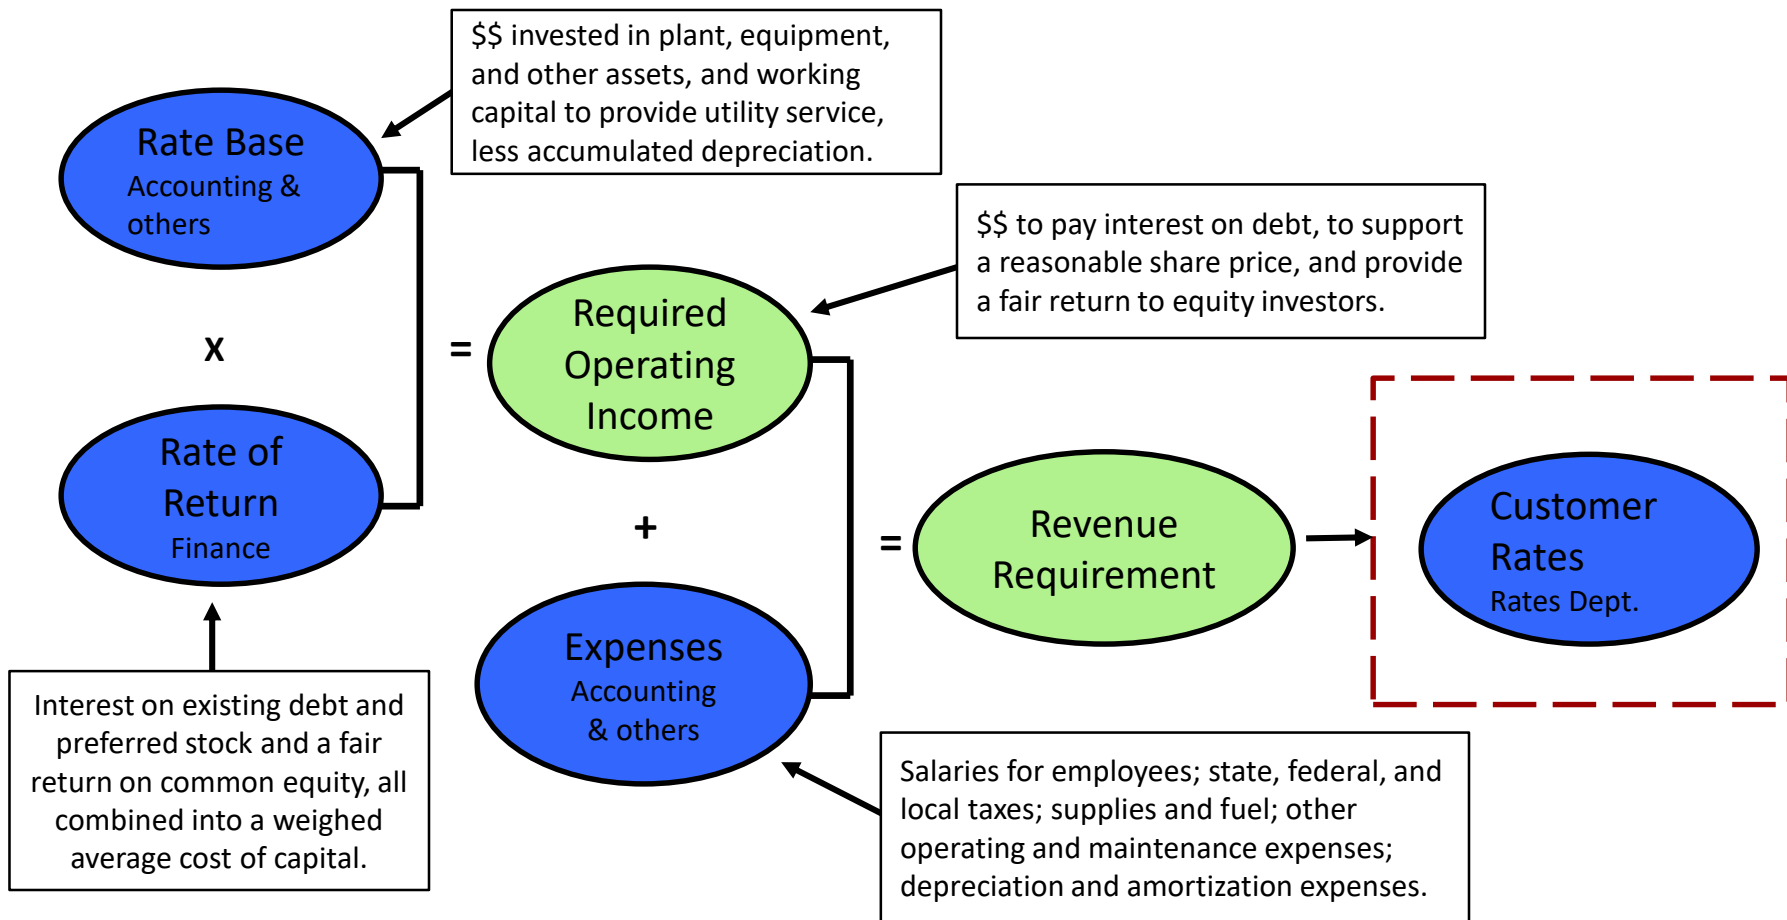 $$ invested in plant, equipment,
and other assets, and working
capital to provide utility service,
less accumulated depreciation.
Rate Base
Accounting &
others
$$ to pay interest on debt, to support
a reasonable share price, and provide
a fair return to equity investors.
x
=
Required
Operating
Income
Rate of
Return
Finance
+
=
Revenue
Requirement
Customer
Rates
Rates Dept.
Expenses
Accounting
& others
Interest on existing debt and
preferred stock and a fair
return on common equity, all
combined into a weighed
average cost of capital.
Salaries for employees; state, federal, and
local taxes; supplies and fuel; other
operating and maintenance expenses;
depreciation and amortization expenses.